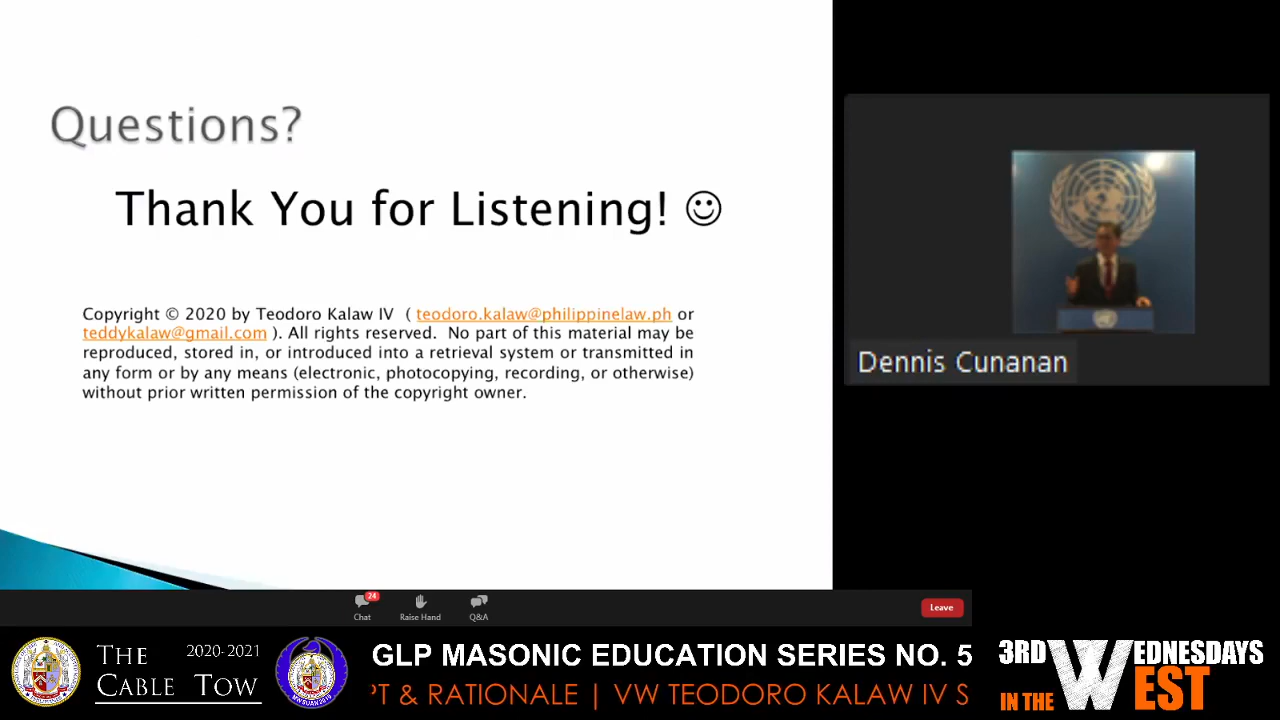 Questions?
Thank You for Listening! ☺
Copyright © 2020 by Teodoro Kalaw IV ( teodoro.kalaw@philippinelaw.ph or
teddykalaw@gmail.com ). All rights reserved. No part of this material may be
reproduced, stored in, or introduced into a retrieval system or transmitted in
any form or by any means (electronic, photocopying, recording, or otherwise)
without prior written permission of the copyright owner.
Dennis Cunanan
24
Chat
Raise Hand
Q&A
Leave
THE
2020-2021
CABLE TOW
GLP MASONIC EDUCATION SERIES NO. 5
PT & RATIONALE | VW TEODORO KALAW IV S
3RD WEDNESDAYS
IN THE WEST